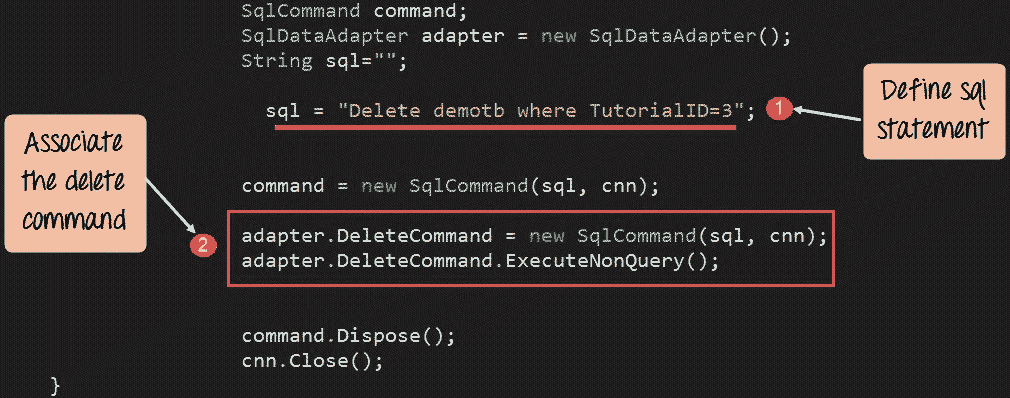 SqlCommand command;
SqlDataAdapter adapter = new SqlDataAdapter();
String sql="";
sql = "Delete demotb where TutorialID=3";
1
Define sql
statement
Associate
the delete
command
command = new SqlCommand(sql, cnn);
2
adapter.DeleteCommand = new SqlCommand(sql, cnn);
adapter.DeleteCommand.ExecuteNonQuery();
command.Dispose();
cnn.Close();
}